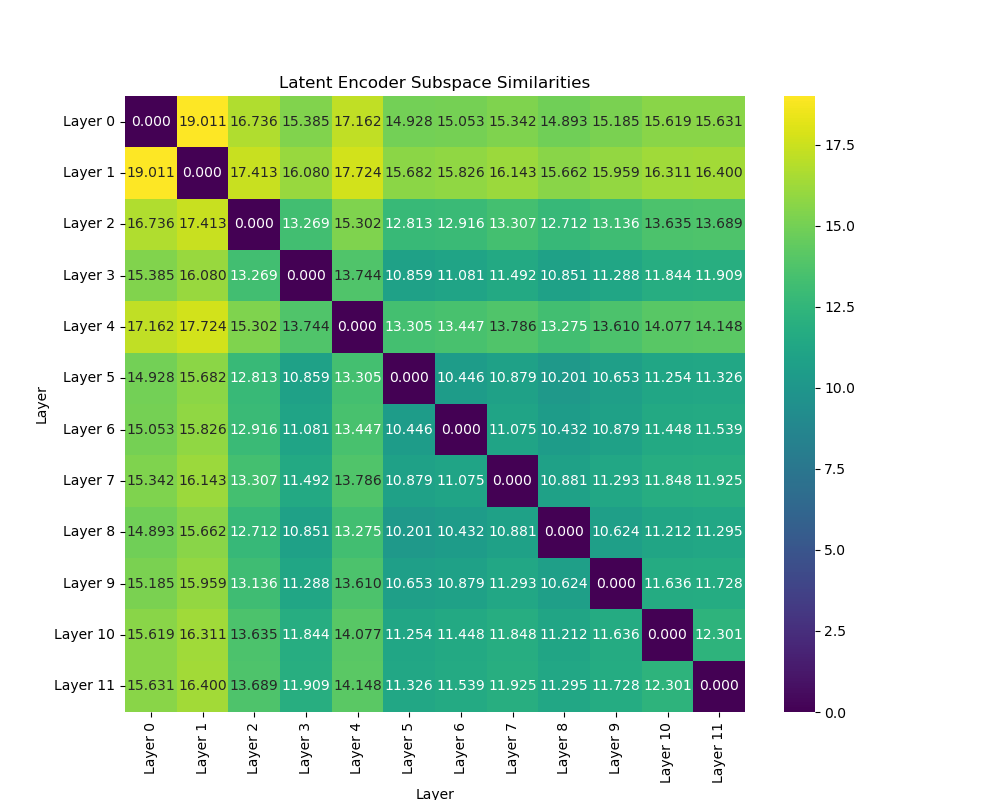 Latent Encoder Subspace Similarities
Layer 0 0.000 19.011 16.736 15.385 17.162 14.928 15.053 15.342 14.893 15.185 15.619 15.631
Layer 1 19.011 0.000 17.413 16.080 17.724 15.682 15.826 16.143 15.662 15.959 16.311 16.400
Layer 2 16.736 17.413 0.000 13.269 15.302 12.813 12.916 13.307 12.712 13.136 13.635 13.689
Layer 3 15.385 16.080 13.269 0.000 13.744 10.859 11.081 11.492 10.851 11.288 11.844 11.909
Layer 4 17.162 17.724 15.302 13.744 0.000 13.305 13.447 13.786 13.275 13.610 14.077 14.148
Layer 5 14.928 15.682 12.813 10.859 13.305 0.000 10.446 10.879 10.201 10.653 11.254 11.326
Layer 6 15.053 15.826 12.916 11.081 13.447 10.446 0.000 11.075 10.432 10.879 11.448 11.539
Layer 7 15.342 16.143 13.307 11.492 13.786 10.879 11.075 0.000 10.881 11.293 11.848 11.925
Layer 8 14.893 15.662 12.712 10.851 13.275 10.201 10.432 10.881 0.000 10.624 11.212 11.295
Layer 9 15.185 15.959 13.136 11.288 13.610 10.653 10.879 11.293 10.624 0.000 11.636 11.728
Layer 10 15.619 16.311 13.635 11.844 14.077 11.254 11.448 11.848 11.212 11.636 0.000 12.301
Layer 11 15.631 16.400 13.689 11.909 14.148 11.326 11.539 11.925 11.295 11.728 12.301 0.000
Layer 0 Layer 1 Layer 2 Layer 3 Layer 4 Layer 5 Layer 6 Layer 7 Layer 8 Layer 9 Layer 10 Layer 11
Layer
Layer
17.5
15.0
12.5
10.0
7.5
5.0
2.5
0.0